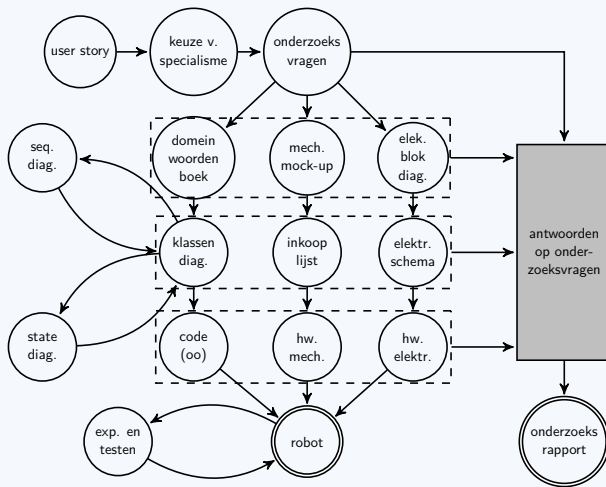 user story
keuze v.
specialisme
onderzoeks
vragen
seq.
diag.
domein
woorden
boek
mech.
mock-up
elek.
blok
diag.
klassen
diag.
inkoop
lijst
elektr.
schema
antwoorden
op onder-
zoeksvragen
state
diag.
code
(oo)
hw.
mech.
hw.
elektr.
exp. en
testen
robot
onderzoeks
rapport